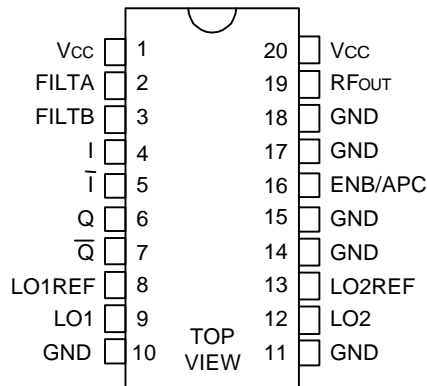 VCC 1 20 VCC
FILTA 2 19 RFOUT
FILTB 3 18 GND
I 4 17 GND
I̅ 5 16 ENB/APC
Q 6 15 GND
Q̅ 7 14 GND
LO1REF 8 13 LO2REF
LO1 9 12 LO2
GND 10 11 GND
TOP
VIEW